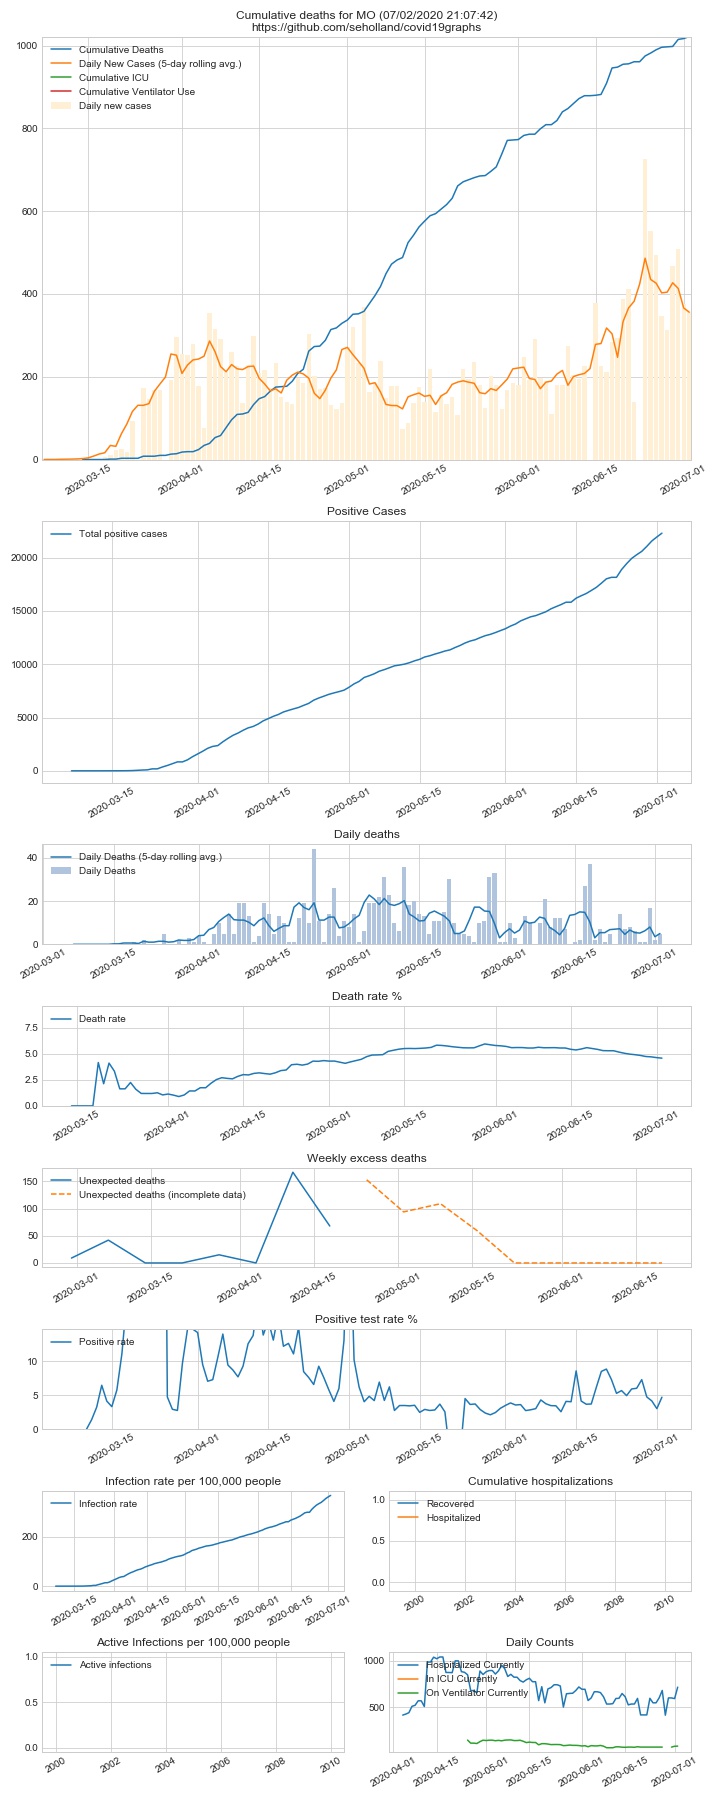 Cumulative deaths for MO (07/02/2020 21:07:42)
https://github.com/seholland/covid19graphs
Cumulative Deaths
Daily New Cases (5-day rolling avg.)
Cumulative ICU
Cumulative Ventilator Use
Daily new cases
1000
800
600
400
200
0
2020-03-15 2020-04-01 2020-04-15 2020-05-01 2020-05-15 2020-06-01 2020-06-15 2020-07-01
Positive Cases
Total positive cases
20000
15000
10000
5000
0
2020-03-15 2020-04-01 2020-04-15 2020-05-01 2020-05-15 2020-06-01 2020-06-15 2020-07-01
Daily deaths
Daily Deaths (5-day rolling avg.)
Daily Deaths
40
20
0
2020-03-01 2020-03-15 2020-04-01 2020-04-15 2020-05-01 2020-05-15 2020-06-01 2020-06-15 2020-07-01
Death rate %
Death rate
7.5
5.0
2.5
0.0
2020-03-15 2020-04-01 2020-04-15 2020-05-01 2020-05-15 2020-06-01 2020-06-15 2020-07-01
Weekly excess deaths
Unexpected deaths
Unexpected deaths (incomplete data)
150
100
50
0
2020-03-01 2020-03-15 2020-04-01 2020-04-15 2020-05-01 2020-05-15 2020-06-01 2020-06-15
Positive test rate %
Positive rate
10
5
0
2020-03-15 2020-04-01 2020-04-15 2020-05-01 2020-05-15 2020-06-01 2020-06-15 2020-07-01
Infection rate per 100,000 people
Infection rate
200
0
2020-03-15 2020-04-01 2020-04-15 2020-05-01 2020-05-15 2020-06-01 2020-06-15 2020-07-01
Cumulative hospitalizations
Recovered
Hospitalized
1.0
0.5
0.0
2000 2002 2004 2006 2008 2010
Active Infections per 100,000 people
Active infections
1.0
0.5
0.0
2000 2002 2004 2006 2008 2010
Daily Counts
Hospitalized Currently
In ICU Currently
On Ventilator Currently
1000
500
2020-04-01 2020-04-15 2020-05-01 2020-05-15 2020-06-01 2020-06-15 2020-07-01